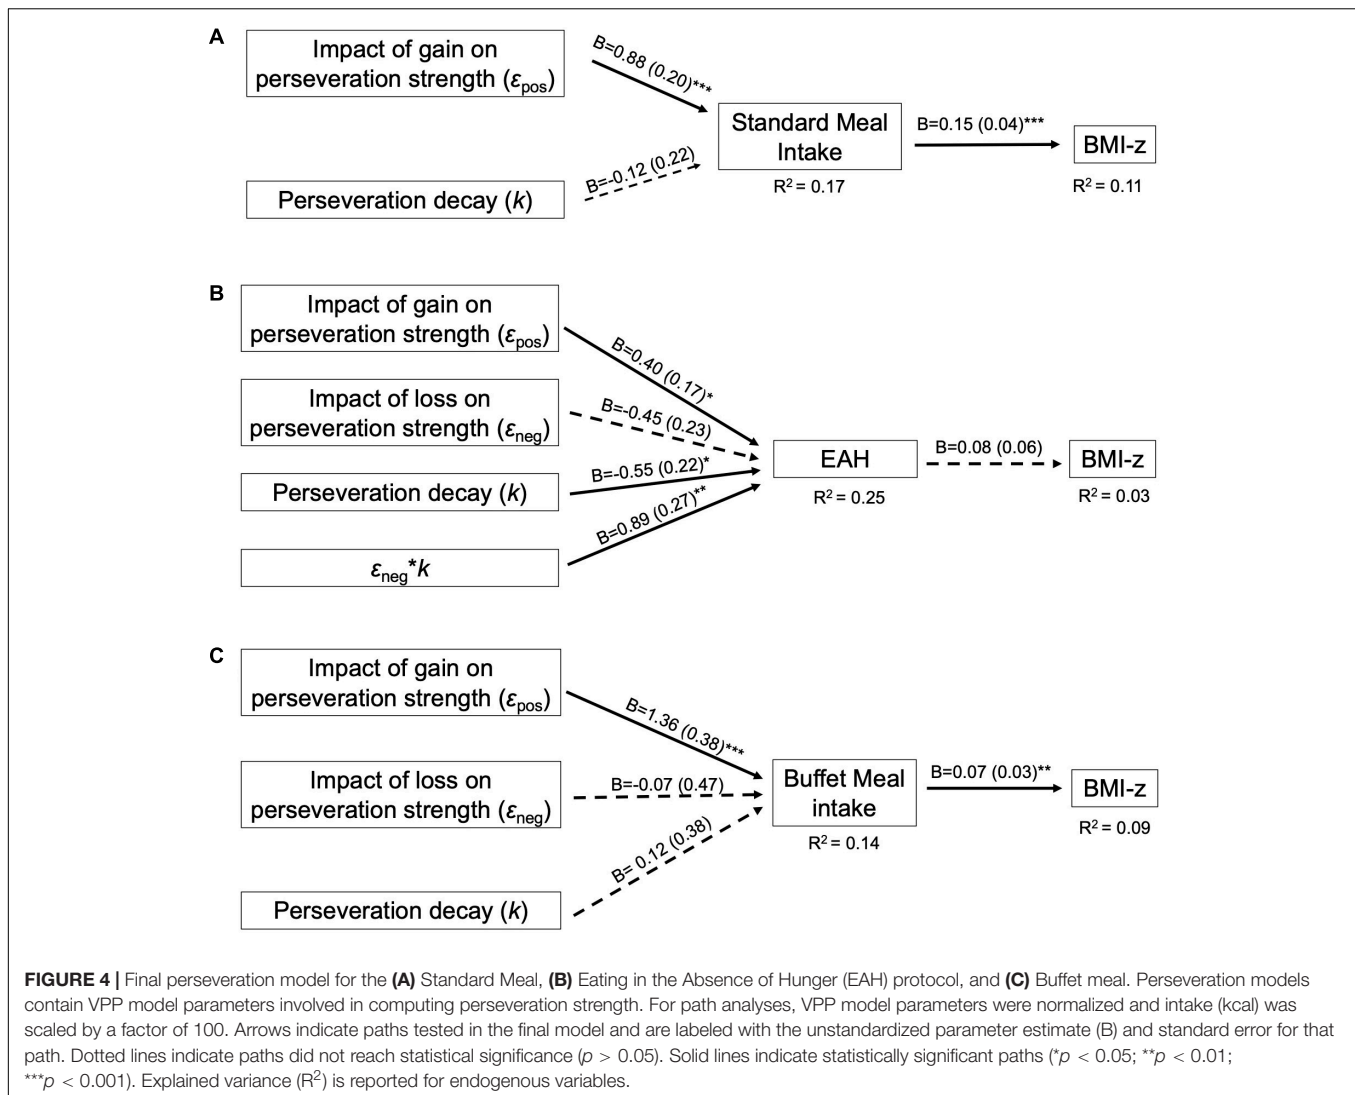 A
Impact of gain on
perseveration strength (εpos)
B=0.88 (0.20)***
Standard Meal
Intake
R² = 0.17
B=0.15 (0.04)***
BMI-z
R² = 0.11
B=-0.12 (0.22)
Perseveration decay (k)
B
Impact of gain on
perseveration strength (εpos)
B=0.40 (0.17)*
Impact of loss on
perseveration strength (εneg)
B=-0.45 (0.23)
Perseveration decay (k)
B=-0.55 (0.22)*
εneg*k
B=0.89 (0.27)**
EAH
R² = 0.25
B=0.08 (0.06)
BMI-z
R² = 0.03
C
Impact of gain on
perseveration strength (εpos)
B=1.36 (0.38)***
Impact of loss on
perseveration strength (εneg)
B=-0.07 (0.47)
Perseveration decay (k)
B= 0.12 (0.38)
Buffet Meal
intake
R² = 0.14
B=0.07 (0.03)**
BMI-z
R² = 0.09
FIGURE 4 | Final perseveration model for the (A) Standard Meal, (B) Eating in the Absence of Hunger (EAH) protocol, and (C) Buffet meal. Perseveration models
contain VPP model parameters involved in computing perseveration strength. For path analyses, VPP model parameters were normalized and intake (kcal) was
scaled by a factor of 100. Arrows indicate paths tested in the final model and are labeled with the unstandardized parameter estimate (B) and standard error for that
path. Dotted lines indicate paths did not reach statistical significance (p > 0.05). Solid lines indicate statistically significant paths (*p < 0.05; **p < 0.01;
***p < 0.001). Explained variance (R²) is reported for endogenous variables.